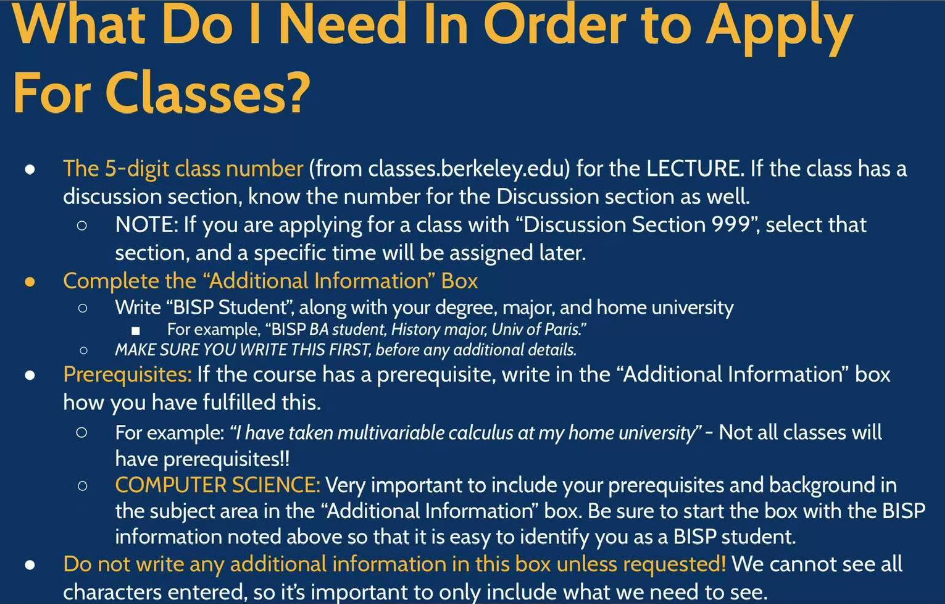 What Do I Need In Order to Apply
For Classes?
● The 5-digit class number (from classes.berkeley.edu) for the LECTURE. If the class has a
discussion section, know the number for the Discussion section as well.
○ NOTE: If you are applying for a class with “Discussion Section 999”, select that
section, and a specific time will be assigned later.
● Complete the “Additional Information” Box
○ Write “BISP Student”, along with your degree, major, and home university
■ For example, “BISP BA student, History major, Univ of Paris.”
○ MAKE SURE YOU WRITE THIS FIRST, before any additional details.
● Prerequisites: If the course has a prerequisite, write in the “Additional Information” box
how you have fulfilled this.
○ For example: “I have taken multivariable calculus at my home university” - Not all classes will
have prerequisites!!
○ COMPUTER SCIENCE: Very important to include your prerequisites and background in
the subject area in the “Additional Information” box. Be sure to start the box with the BISP
information noted above so that it is easy to identify you as a BISP student.
● Do not write any additional information in this box unless requested! We cannot see all
characters entered, so it’s important to only include what we need to see.